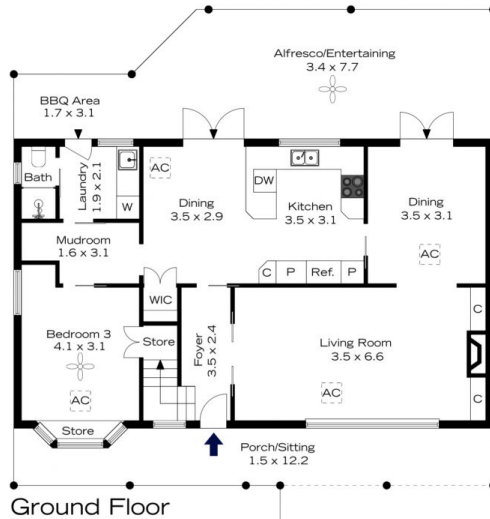 Alfresco/Entertaining
3.4 x 7.7
BBQ Area
1.7 x 3.1
Bath
Laundry
1.9 x 2.1
W
AC
Dining
3.5 x 2.9
DW
Kitchen
3.5 x 3.1
Dining
3.5 x 3.1
AC
Mudroom
1.6 x 3.1
C
P
Ref.
P
WIC
C
Bedroom 3
4.1 x 3.1
AC
Store
Foyer
3.5 x 2.4
Living Room
3.5 x 6.6
AC
C
Store
Porch/Sitting
1.5 x 12.2
Ground Floor